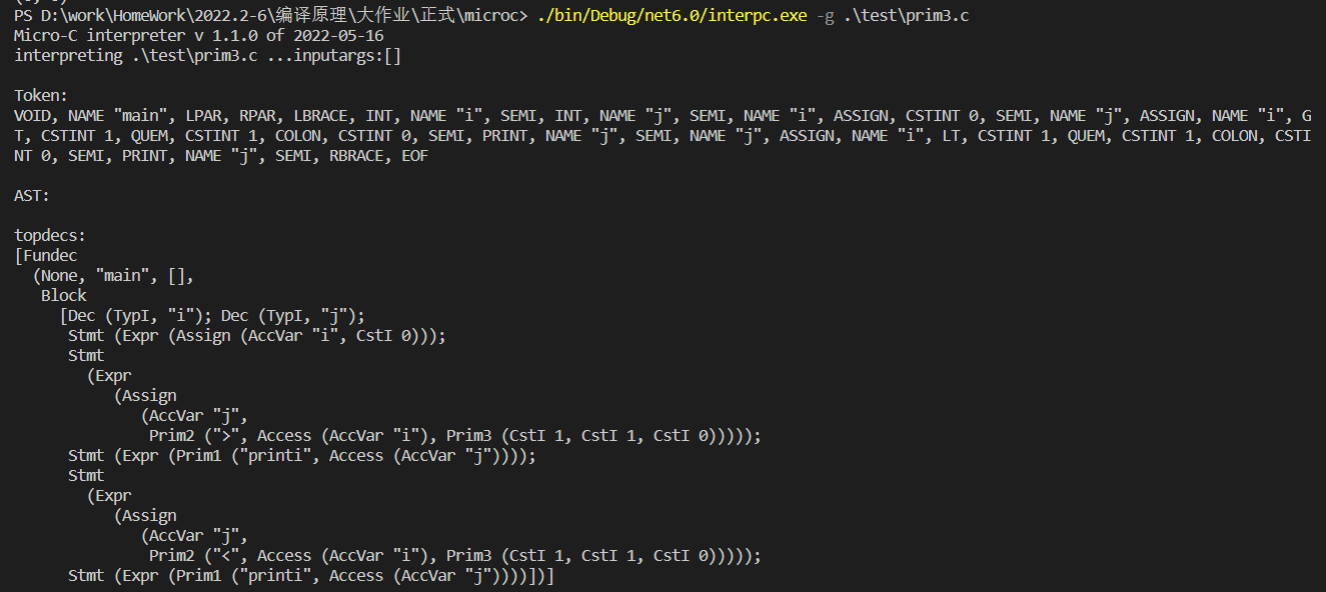 PS D:\work\HomeWork\2022.2-6\编译原理\大作业\正式\microc> ./bin/Debug/net6.0/interpc.exe -g .\test\prim3.c
Micro-C interpreter v 1.1.0 of 2022-05-16
interpreting .\test\prim3.c ...inputargs:[]
Token:
VOID, NAME "main", LPAR, RPAR, LBRACE, INT, NAME "i", SEMI, INT, NAME "j", SEMI, NAME "i", ASSIGN, CSTINT 0, SEMI, NAME "j", ASSIGN, NAME "i", G
T, CSTINT 1, QUEM, CSTINT 1, COLON, CSTINT 0, SEMI, PRINT, NAME "j", SEMI, NAME "j", ASSIGN, NAME "i", LT, CSTINT 1, QUEM, CSTINT 1, COLON, CSTI
NT 0, SEMI, PRINT, NAME "j", SEMI, RBRACE, EOF
AST:
topdecs:
[Fundec
(None, "main", [],
Block
[Dec (TypI, "i"); Dec (TypI, "j");
Stmt (Expr (Assign (AccVar "i", CstI 0)));
Stmt
(Expr
(Assign
(AccVar "j",
Prim2 (">", Access (AccVar "i"), Prim3 (CstI 1, CstI 1, CstI 0)))));
Stmt (Expr (Prim1 ("printi", Access (AccVar "j"))));
Stmt
(Expr
(Assign
(AccVar "j",
Prim2 ("<", Access (AccVar "i"), Prim3 (CstI 1, CstI 1, CstI 0)))));
Stmt (Expr (Prim1 ("printi", Access (AccVar "j"))))])]